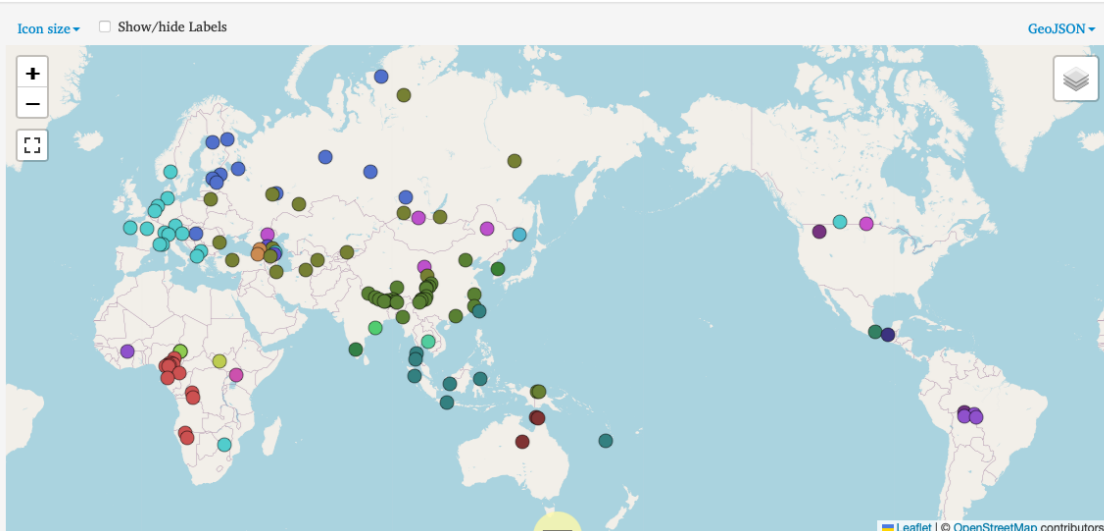 Icon size
Show/hide Labels
GeoJSON
+
−
Leaflet | © OpenStreetMap contributors